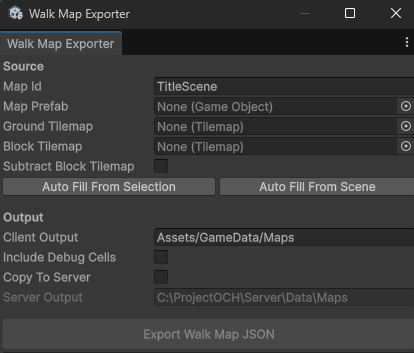 Walk Map Exporter
Walk Map Exporter
Source
Map Id TitleScene
Map Prefab None (Game Object)
Ground Tilemap None (Tilemap)
Block Tilemap None (Tilemap)
Subtract Block Tilemap
Auto Fill From Selection Auto Fill From Scene
Output
Client Output Assets/GameData/Maps
Include Debug Cells
Copy To Server
Server Output C:\ProjectOCH\Server\Data\Maps
Export Walk Map JSON